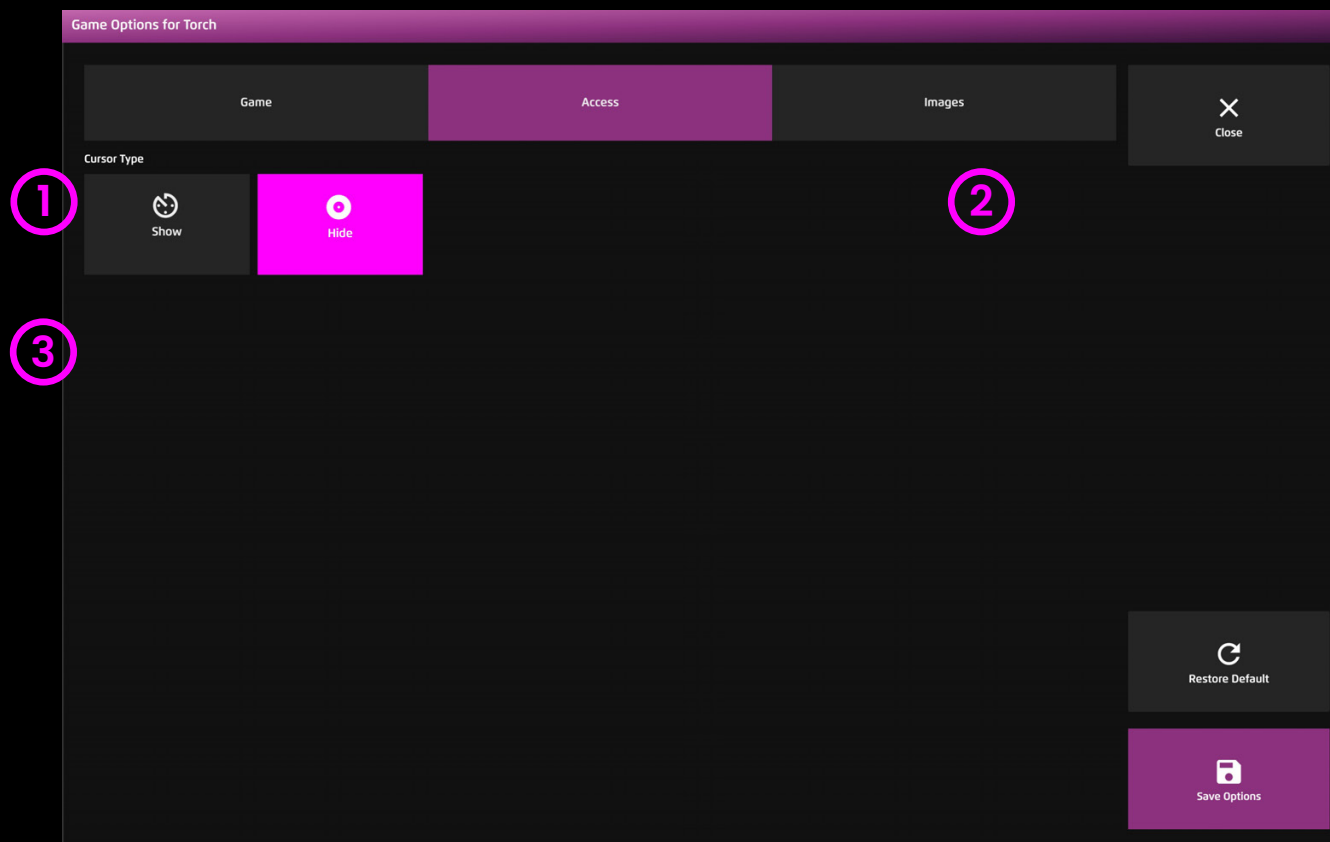 Game Options for Torch
Game
Access
Images
Close
Cursor Type
1
Show
Hide
2
3
Restore Default
Save Options